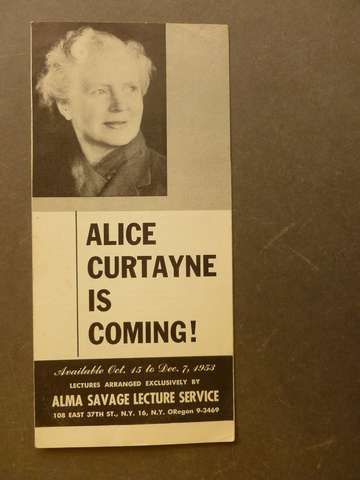 ALICE
CURTAYNE
IS
COMING!
Available Oct. 15 to Dec. 7, 1953
LECTURES ARRANGED EXCLUSIVELY BY
ALMA SAVAGE LECTURE SERVICE
108 EAST 37TH ST., N.Y. 16, N.Y. ORegon 9-3469